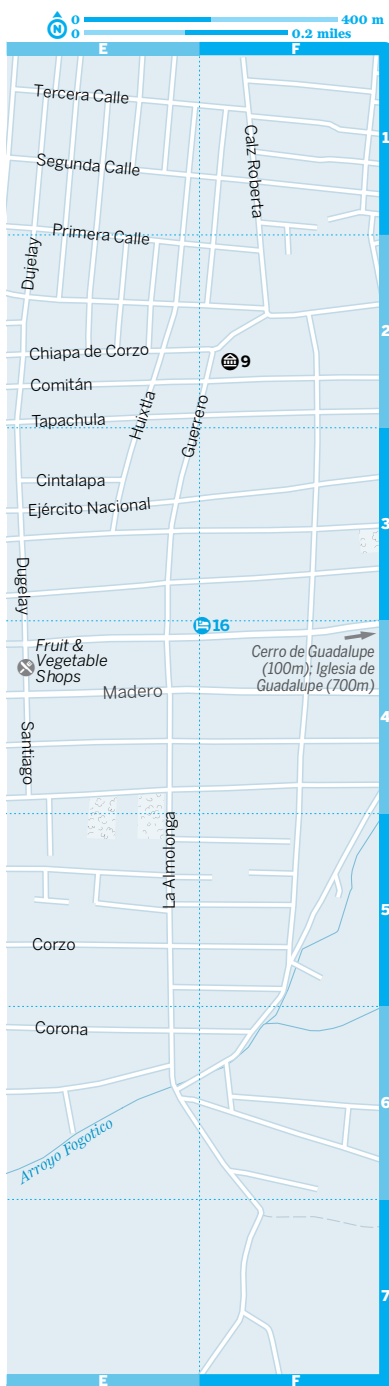 N
0 400 m
0 0.2 miles
E F
Tercera Calle
1
Calz Roberta
Segunda Calle
Primera Calle
Dujelay
2
Chiapa de Corzo
9
Comitán
Huixtla
Guerrero
Tapachula
Cintalapa
Ejército Nacional
3
Dugelay
16
Fruit &
Vegetable
Shops
Cerro de Guadalupe
(100m); Iglesia de
Guadalupe (700m)
Madero
4
Santiago
La Almolonga
5
Corzo
Corona
6
Arroyo Fogotico
7
E F